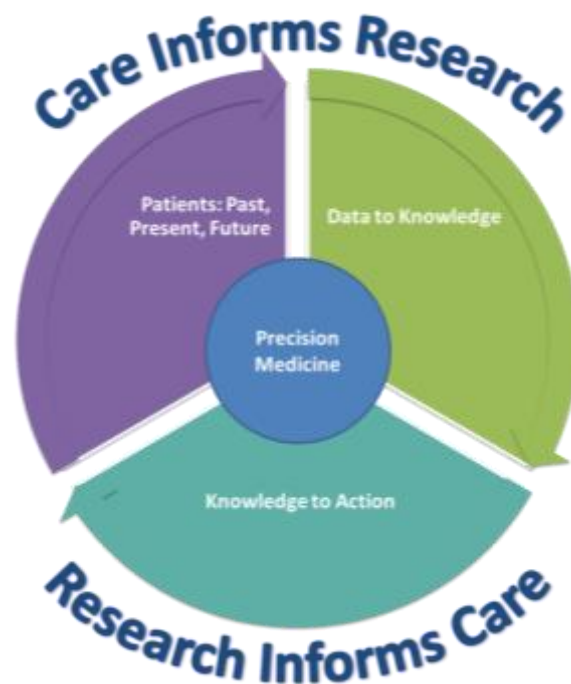 Care Informs Research
Patients: Past,
Present, Future
Data to Knowledge
Precision
Medicine
Knowledge to Action
Research Informs Care